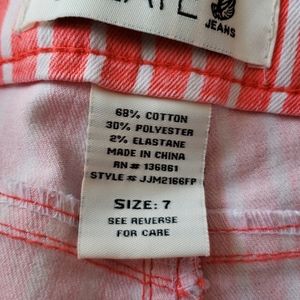 JEANS
68% COTTON
30% POLYESTER
2% ELASTANE
MADE IN CHINA
RN # 136861
STYLE # JJM2166FP
SIZE: 7
SEE REVERSE
FOR CARE